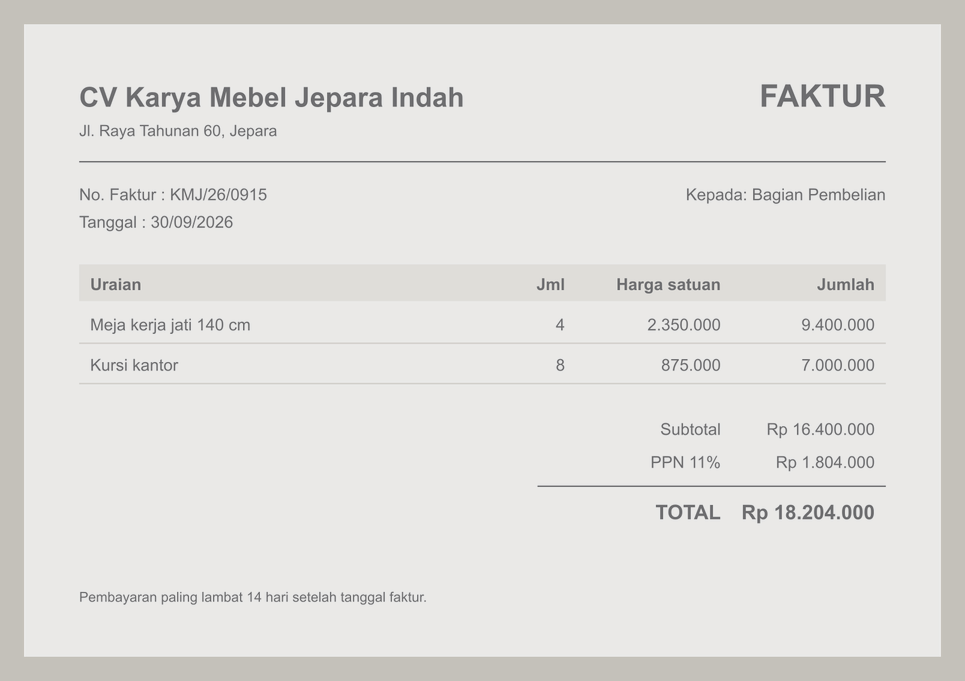 CV Karya Mebel Jepara Indah
FAKTUR
Jl. Raya Tahunan 60, Jepara
No. Faktur : KMJ/26/0915
Kepada: Bagian Pembelian
Tanggal : 30/09/2026
Uraian Jml Harga satuan Jumlah
Meja kerja jati 140 cm 4 2.350.000 9.400.000
Kursi kantor 8 875.000 7.000.000
Subtotal Rp 16.400.000
PPN 11% Rp 1.804.000
TOTAL Rp 18.204.000
Pembayaran paling lambat 14 hari setelah tanggal faktur.